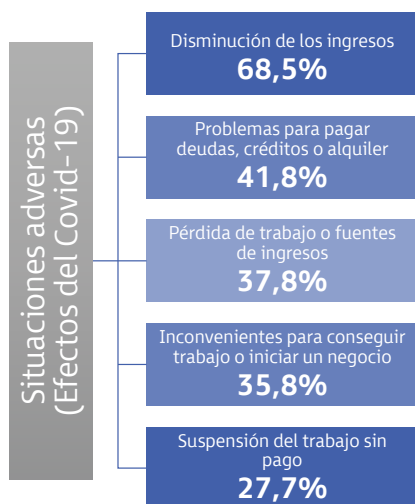 Situaciones adversas
(Efectos del Covid-19)
Disminución de los ingresos
68,5%
Problemas para pagar
deudas, créditos o alquiler
41,8%
Pérdida de trabajo o fuentes
de ingresos
37,8%
Inconvenientes para conseguir
trabajo o iniciar un negocio
35,8%
Suspensión del trabajo sin
pago
27,7%